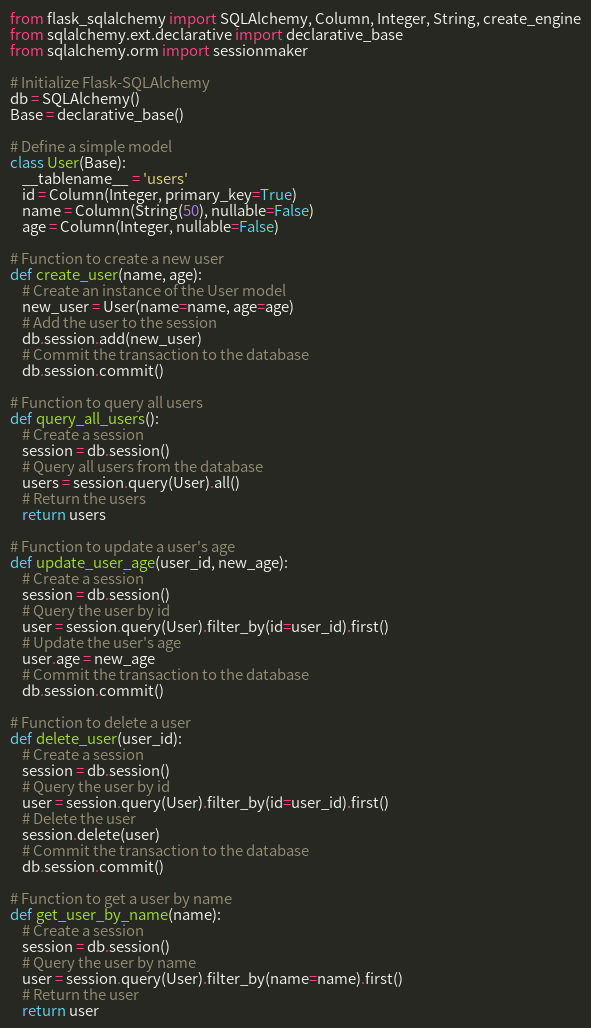 from flask_sqlalchemy import SQLAlchemy, Column, Integer, String, create_engine
from sqlalchemy.ext.declarative import declarative_base
from sqlalchemy.orm import sessionmaker

# Initialize Flask-SQLAlchemy
db = SQLAlchemy()
Base = declarative_base()

# Define a simple model
class User(Base):
    __tablename__ = 'users'
    id = Column(Integer, primary_key=True)
    name = Column(String(50), nullable=False)
    age = Column(Integer, nullable=False)

# Function to create a new user
def create_user(name, age):
    # Create an instance of the User model
    new_user = User(name=name, age=age)
    # Add the user to the session
    db.session.add(new_user)
    # Commit the transaction to the database
    db.session.commit()

# Function to query all users
def query_all_users():
    # Create a session
    session = db.session()
    # Query all users from the database
    users = session.query(User).all()
    # Return the users
    return users

# Function to update a user's age
def update_user_age(user_id, new_age):
    # Create a session
    session = db.session()
    # Query the user by id
    user = session.query(User).filter_by(id=user_id).first()
    # Update the user's age
    user.age = new_age
    # Commit the transaction to the database
    db.session.commit()

# Function to delete a user
def delete_user(user_id):
    # Create a session
    session = db.session()
    # Query the user by id
    user = session.query(User).filter_by(id=user_id).first()
    # Delete the user
    session.delete(user)
    # Commit the transaction to the database
    db.session.commit()

# Function to get a user by name
def get_user_by_name(name):
    # Create a session
    session = db.session()
    # Query the user by name
    user = session.query(User).filter_by(name=name).first()
    # Return the user
    return user